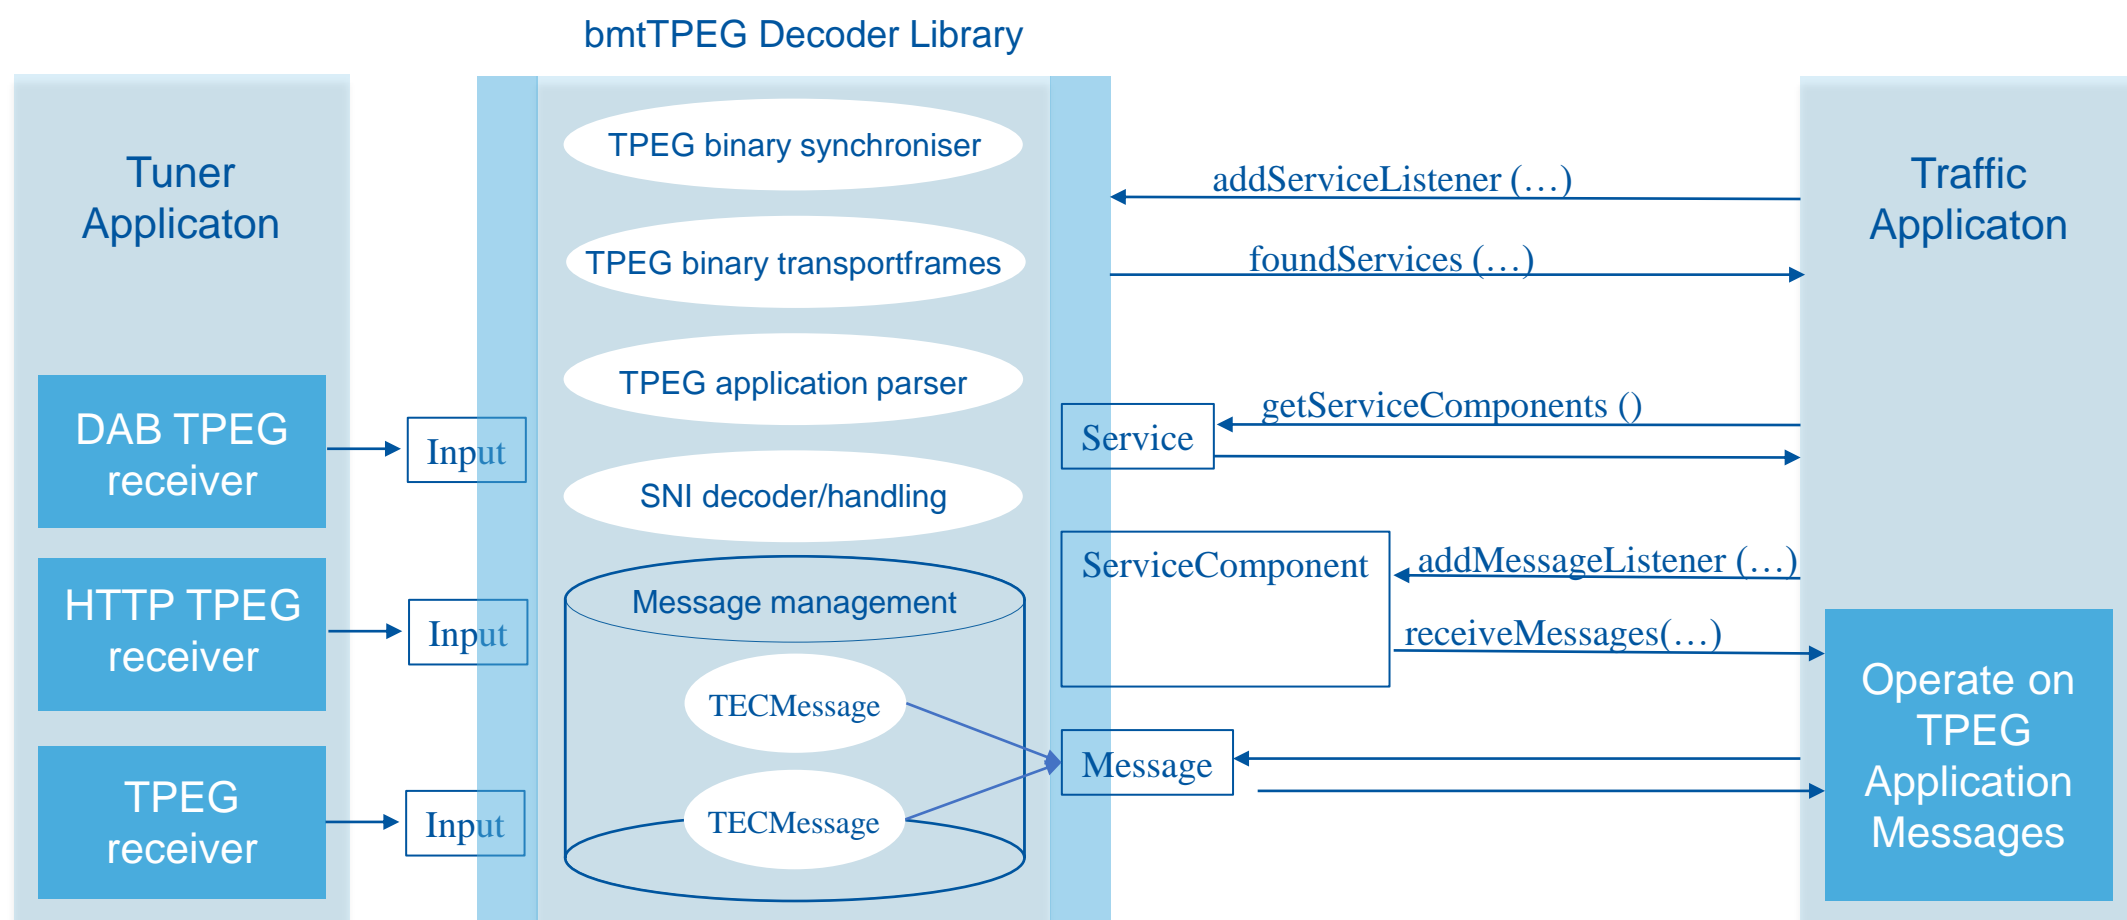 bmtTPEG Decoder Library
Tuner
Applicaton
DAB TPEG
receiver
HTTP TPEG
receiver
TPEG
receiver
Input
Input
Input
TPEG binary synchroniser
TPEG binary transportframes
TPEG application parser
SNI decoder/handling
Message management
TECMessage
TECMessage
Service
ServiceComponent
Message
addServiceListener (…)
foundServices (…)
getServiceComponents ()
addMessageListener (…)
receiveMessages(…)
Traffic
Applicaton
Operate on
TPEG
Application
Messages